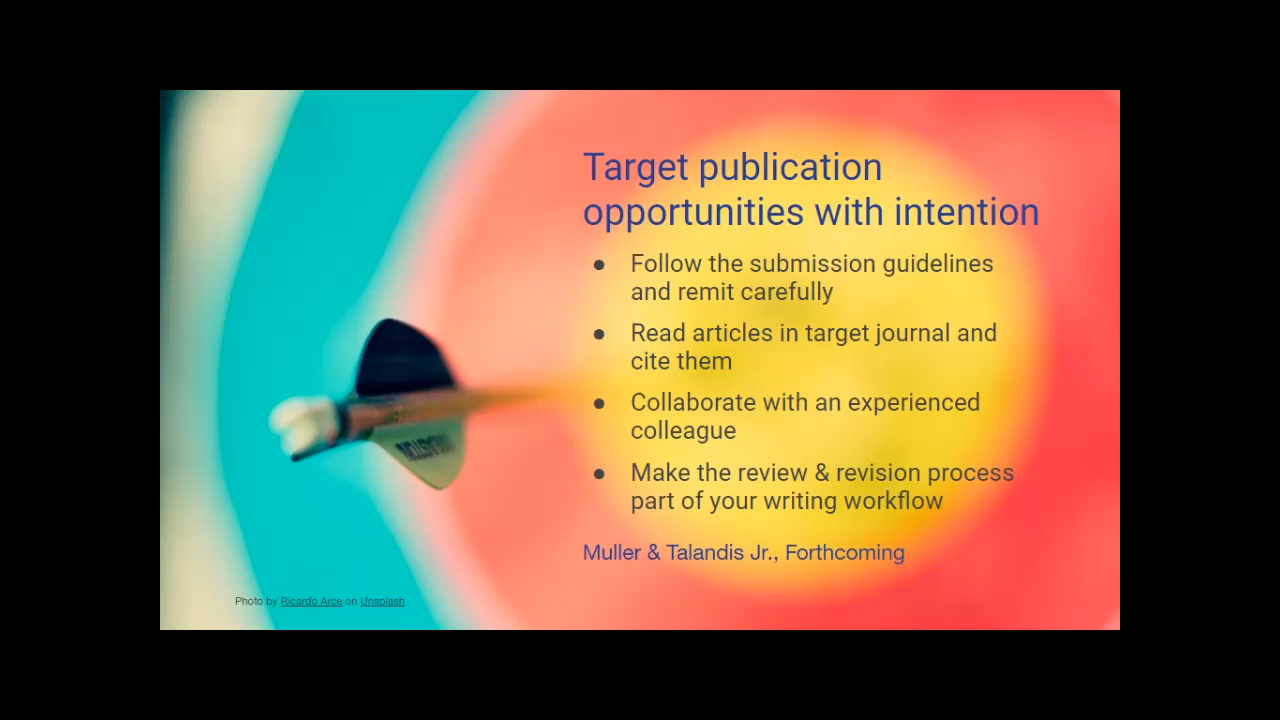 Target publication
opportunities with intention
● Follow the submission guidelines
and remit carefully
● Read articles in target journal and
cite them
● Collaborate with an experienced
colleague
● Make the review & revision process
part of your writing workflow
Muller & Talandis Jr., Forthcoming
Photo by Ricardo Arce on Unsplash